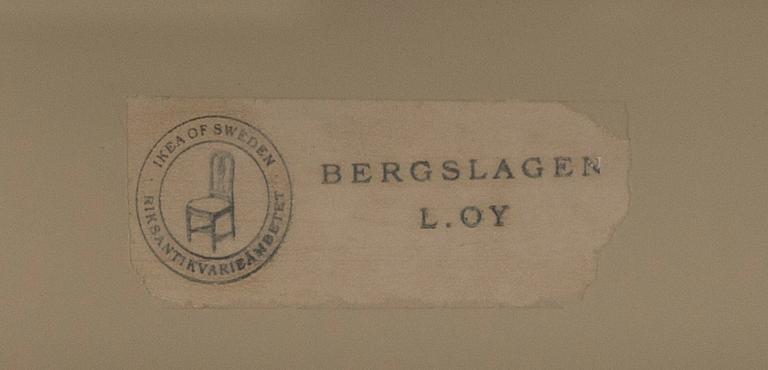 IKEA OF SWEDEN
RIKSANTIKVARIEÄMBETET
BERGSLAGEN
L.OY